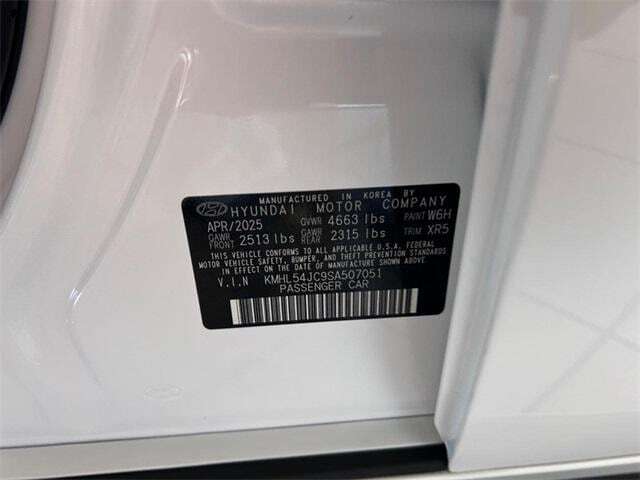 MANUFACTURED IN KOREA BY
HYUNDAI MOTOR COMPANY
APR/2025 GVWR 4663 lbs PAINT W6H
GAWR FRONT 2513 lbs GAWR REAR 2315 lbs TRIM XR5
THIS VEHICLE CONFORMS TO ALL APPLICABLE U.S.A. FEDERAL
MOTOR VEHICLE SAFETY, BUMPER, AND THEFT PREVENTION STANDARDS
IN EFFECT ON THE DATE OF MANUFACTURE SHOWN ABOVE.
V.I.N KMHL54JC9SA507051
PASSENGER CAR